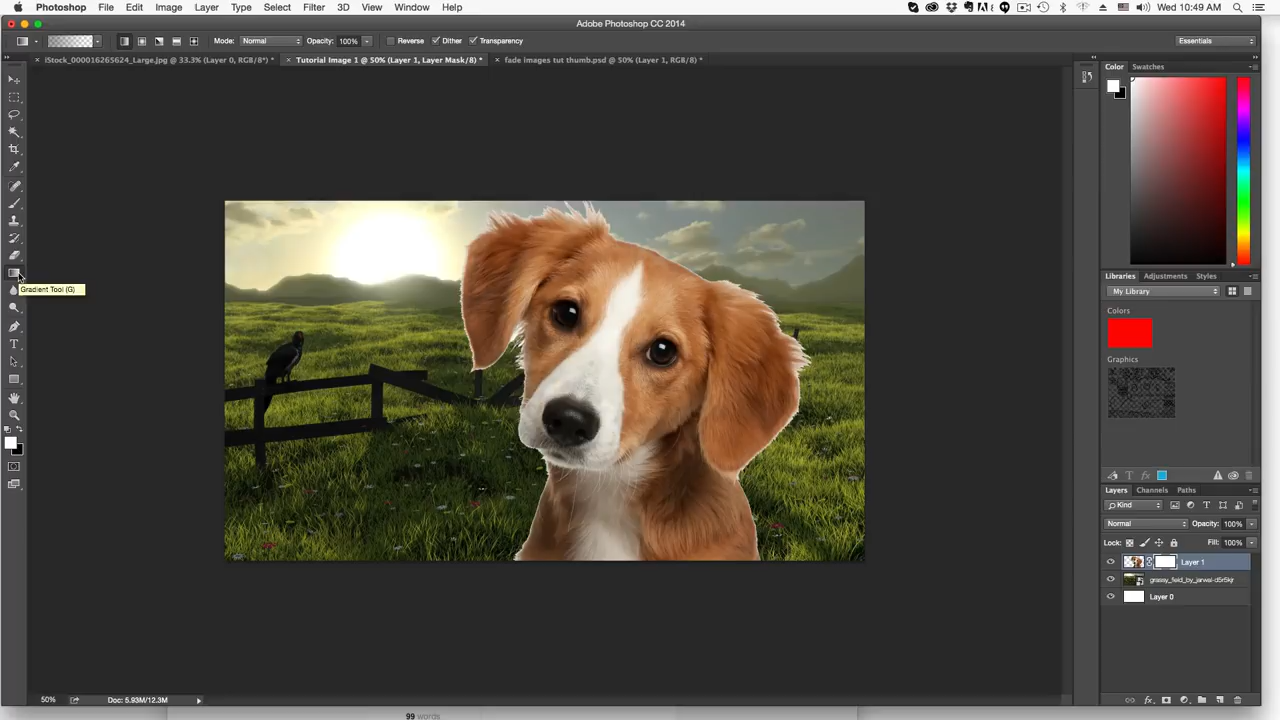 Photoshop File Edit Image Layer Type Select Filter 3D View Window Help Wed 10:49 AM
Adobe Photoshop CC 2014
Mode: Normal Opacity: 100% Reverse Dither Transparency Essentials
iStock_000016265624_Large.jpg @ 33.3% (Layer 0, RGB/8*) * Tutorial Image 1 @ 50% (Layer 1, Layer Mask/8) * fade images tut thumb.psd @ 50% (Layer 1, RGB/8) *
Color Swatches
Gradient Tool (G)
Libraries Adjustments Styles
My Library
Colors
Graphics
Layers Channels Paths
Kind
Normal Opacity: 100%
Lock: Fill: 100%
Layer 1
grassy_field_by_jarwal-d5r5kjr
Layer 0
50% Doc: 5.93M/12.3M
99 words